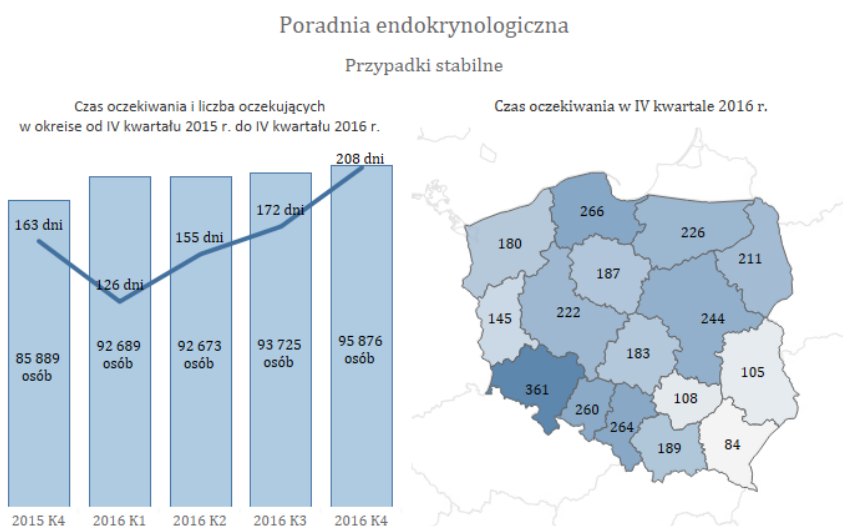 Poradnia endokrynologiczna
Przypadki stabilne
Czas oczekiwania i liczba oczekujących
w okreise od IV kwartału 2015 r. do IV kwartału 2016 r.
163 dni
126 dni
155 dni
172 dni
208 dni
85 889
osób
92 689
osób
92 673
osób
93 725
osób
95 876
osób
2015 K4
2016 K1
2016 K2
2016 K3
2016 K4
Czas oczekiwania w IV kwartale 2016 r.
266
226
180
211
187
222
145
244
183
105
361
108
260
264
189
84